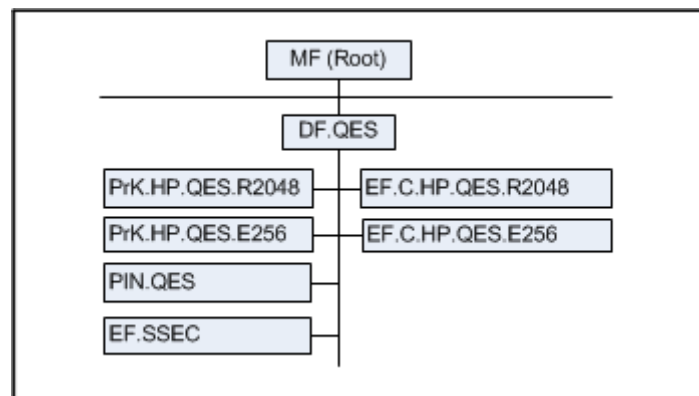 MF (Root)
DF.QES
PrK.HP.QES.R2048
EF.C.HP.QES.R2048
PrK.HP.QES.E256
EF.C.HP.QES.E256
PIN.QES
EF.SSEC